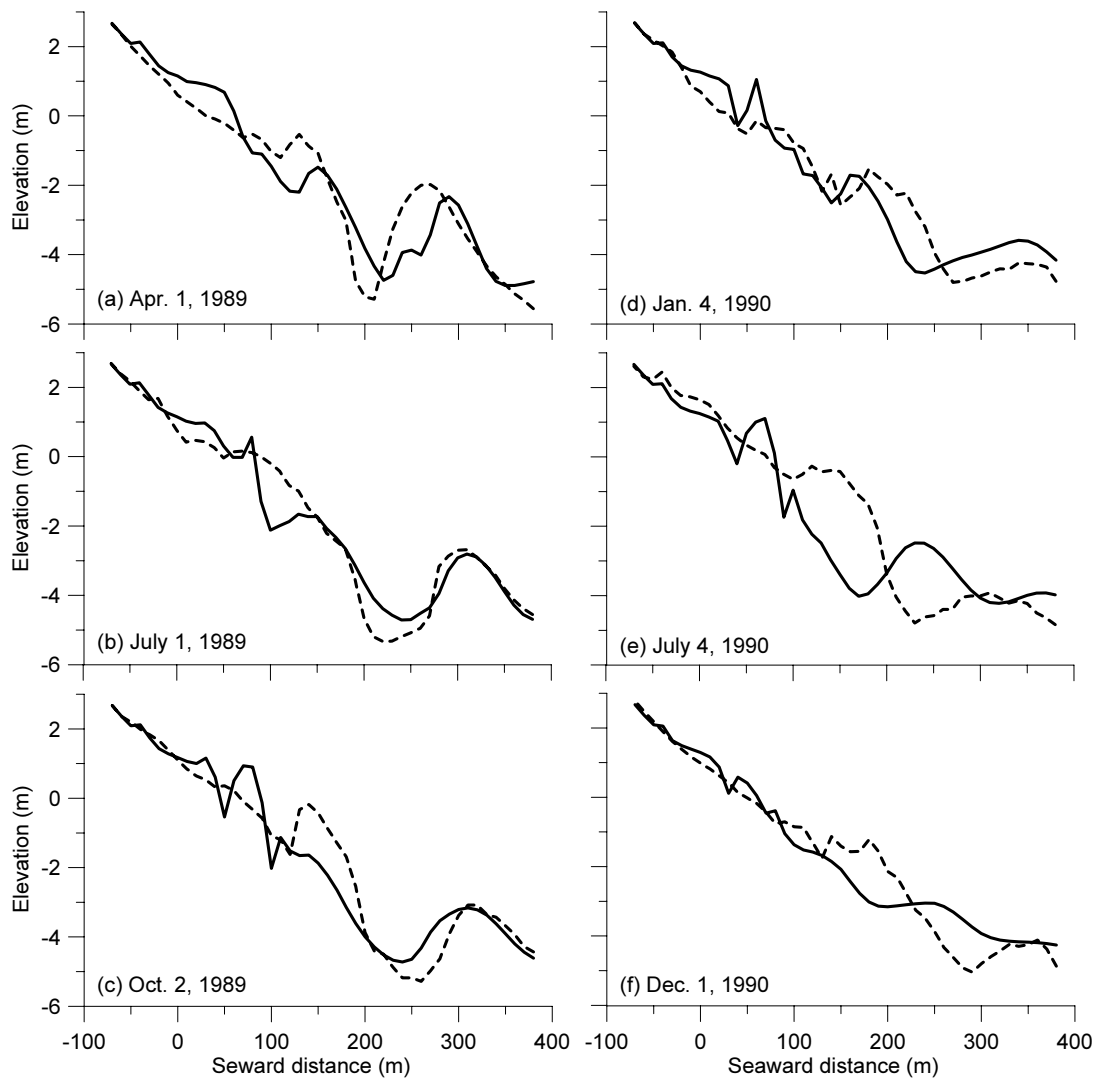 2
0
-2
-4
-6
Elevation (m)
(a) Apr. 1, 1989
2
0
-2
-4
-6
Elevation (m)
(b) July 1, 1989
2
0
-2
-4
-6
Elevation (m)
(c) Oct. 2, 1989
-100 0 100 200 300 400
Seward distance (m)
(d) Jan. 4, 1990
(e) July 4, 1990
(f) Dec. 1, 1990
-100 0 100 200 300 400
Seaward distance (m)